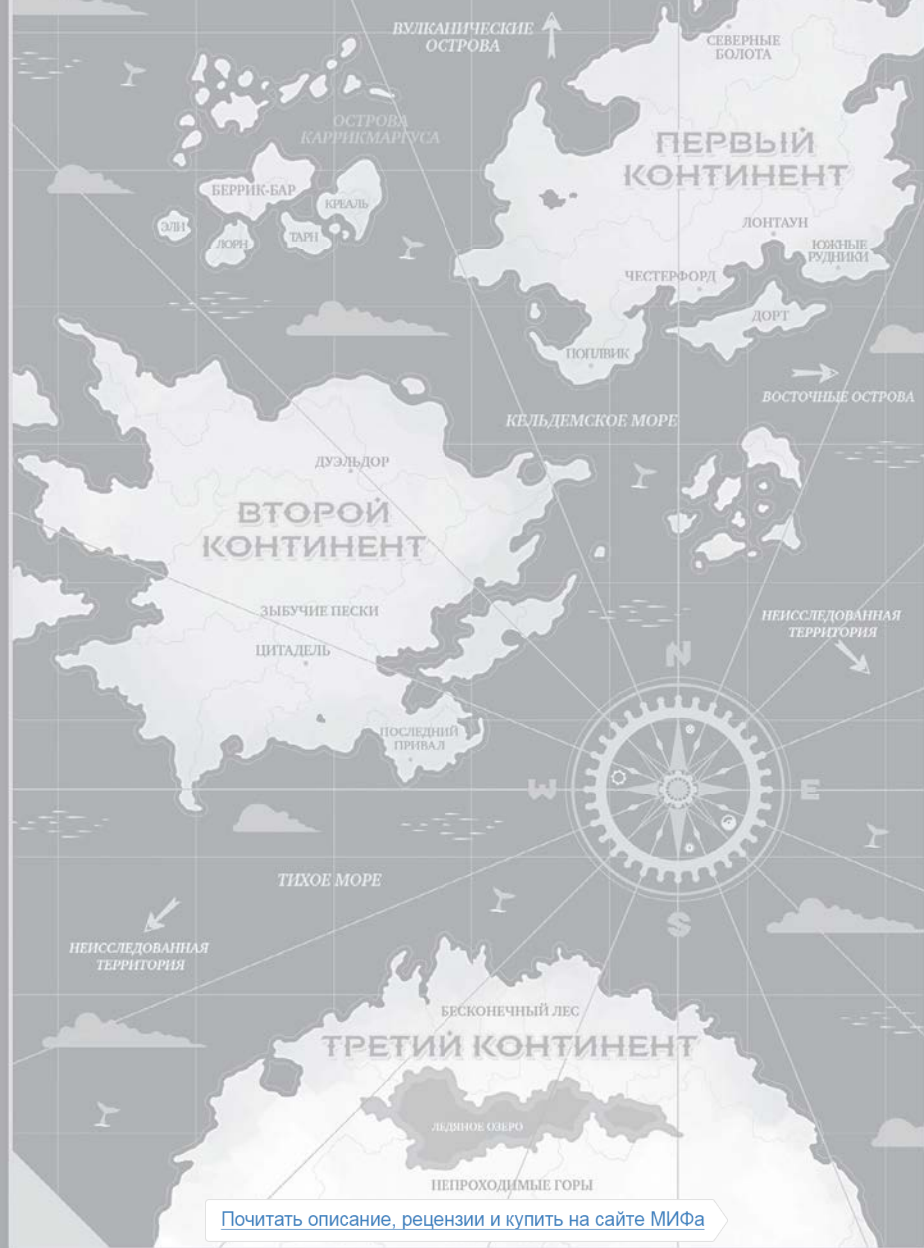 ВУЛКАНИЧЕСКИЕ
ОСТРОВА
СЕВЕРНЫЕ
БОЛОТА
ОСТРОВА
КАРРИКМАРГУСА
ПЕРВЫЙ
КОНТИНЕНТ
БЕРРИК-БАР
КРЕАЛЬ
ЭЛИ
ЛОРН
ТАРН
ЛОНТАУН
ЮЖНЫЕ
РУДНИКИ
ЧЕСТЕРФОРД
ДОРТ
ПОПЛВИК
ВОСТОЧНЫЕ ОСТРОВА
КЕЛЬДЕМСКОЕ МОРЕ
ДУЭЛЬДОР
ВТОРОЙ
КОНТИНЕНТ
ЗЫБУЧИЕ ПЕСКИ
НЕИССЛЕДОВАННАЯ
ТЕРРИТОРИЯ
ЦИТАДЕЛЬ
N
ПОСЛЕДНИЙ
ПРИВАЛ
W
E
ТИХОЕ МОРЕ
S
НЕИССЛЕДОВАННАЯ
ТЕРРИТОРИЯ
БЕСКОНЕЧНЫЙ ЛЕС
ТРЕТИЙ КОНТИНЕНТ
ЛЕДЯНОЕ ОЗЕРО
НЕПРОХОДИМЫЕ ГОРЫ
Почитать описание, рецензии и купить на сайте МИФа